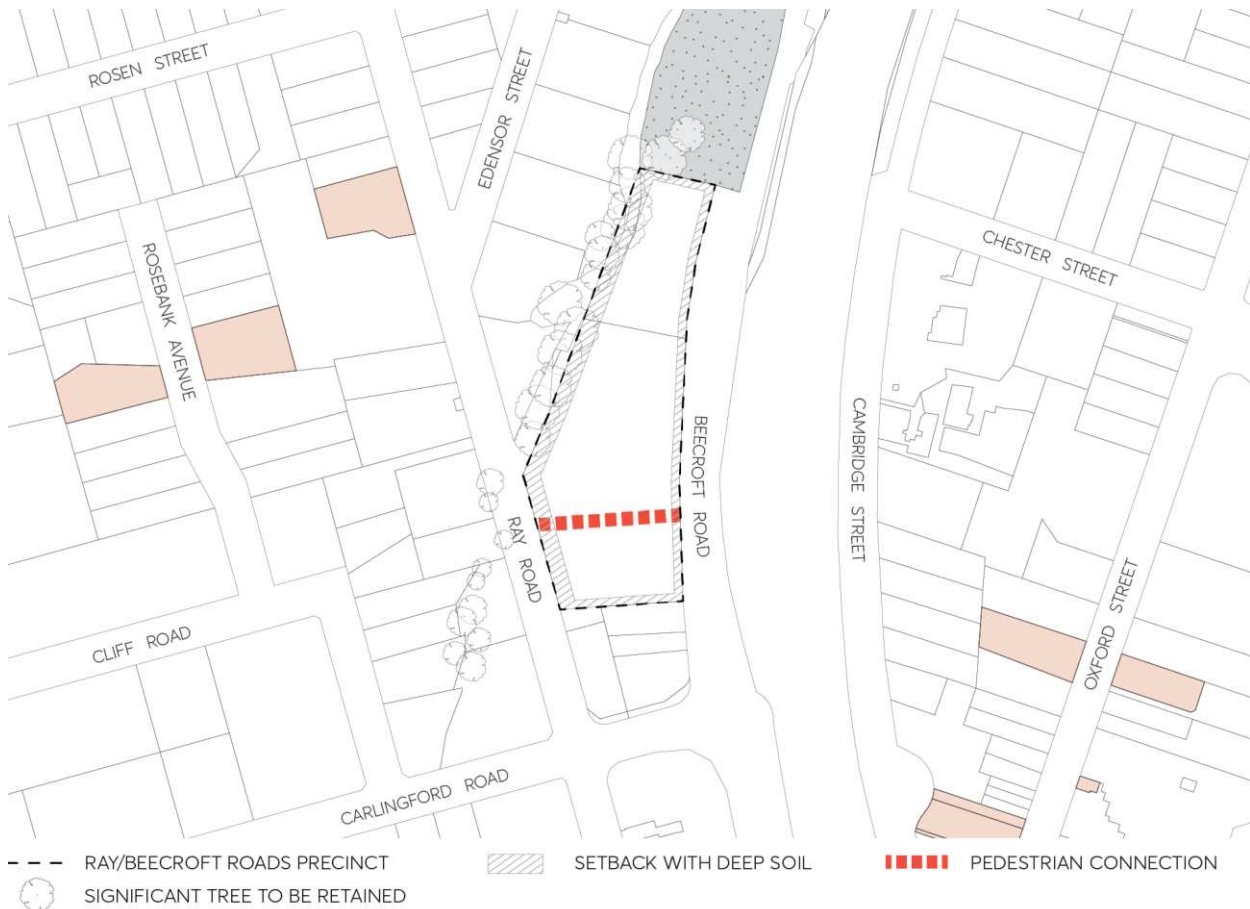 ROSEN STREET
EDENSOR STREET
ROSEBANK AVENUE
CHESTER STREET
BEECROFT ROAD
CAMBRIDGE STREET
RAY ROAD
OXFORD STREET
CLIFF ROAD
CARLINGFORD ROAD
RAY/BEECROFT ROADS PRECINCT
SETBACK WITH DEEP SOIL
PEDESTRIAN CONNECTION
SIGNIFICANT TREE TO BE RETAINED